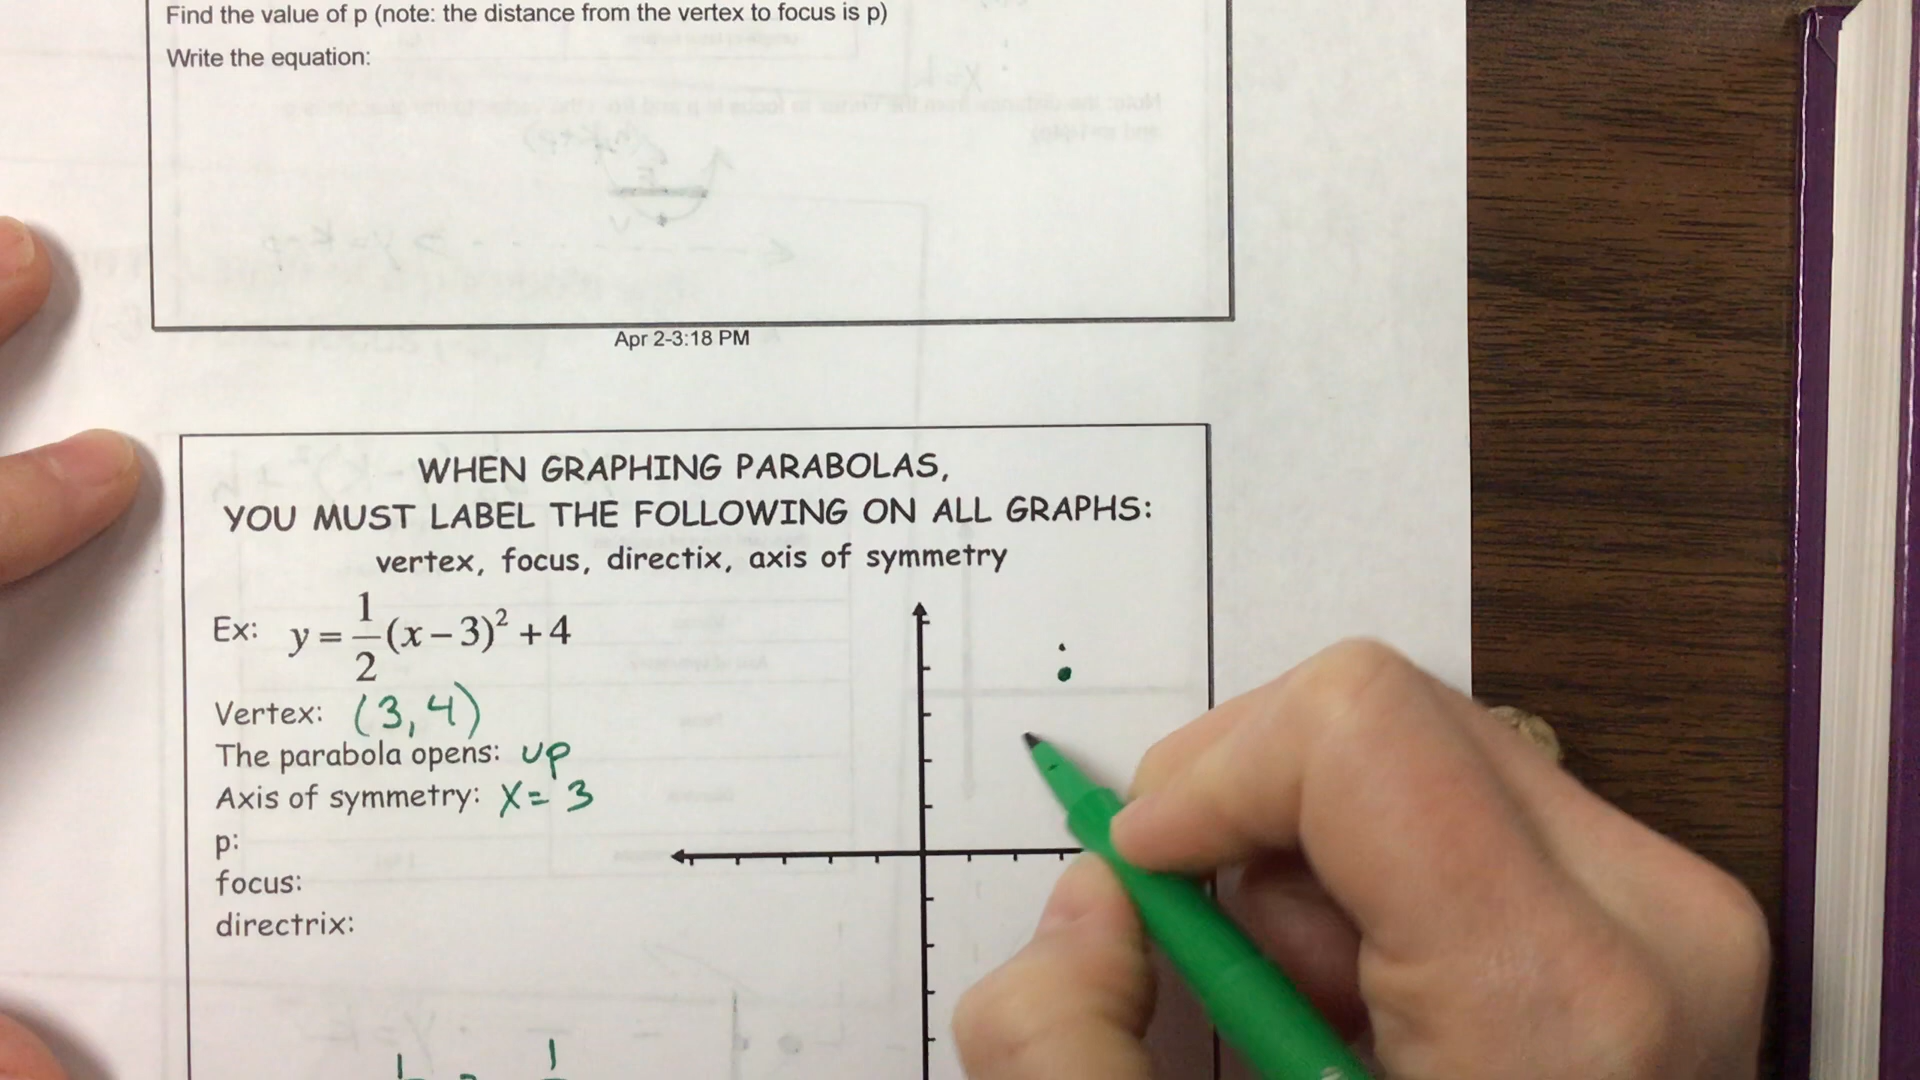 Find the value of p (note: the distance from the vertex to focus is p)
Write the equation:
Apr 2-3:18 PM
WHEN GRAPHING PARABOLAS,
YOU MUST LABEL THE FOLLOWING ON ALL GRAPHS:
vertex, focus, directix, axis of symmetry
Ex: y = 1/2 (x − 3)² + 4
Vertex: (3,4)
The parabola opens: up
Axis of symmetry: x = 3
p:
focus:
directrix: